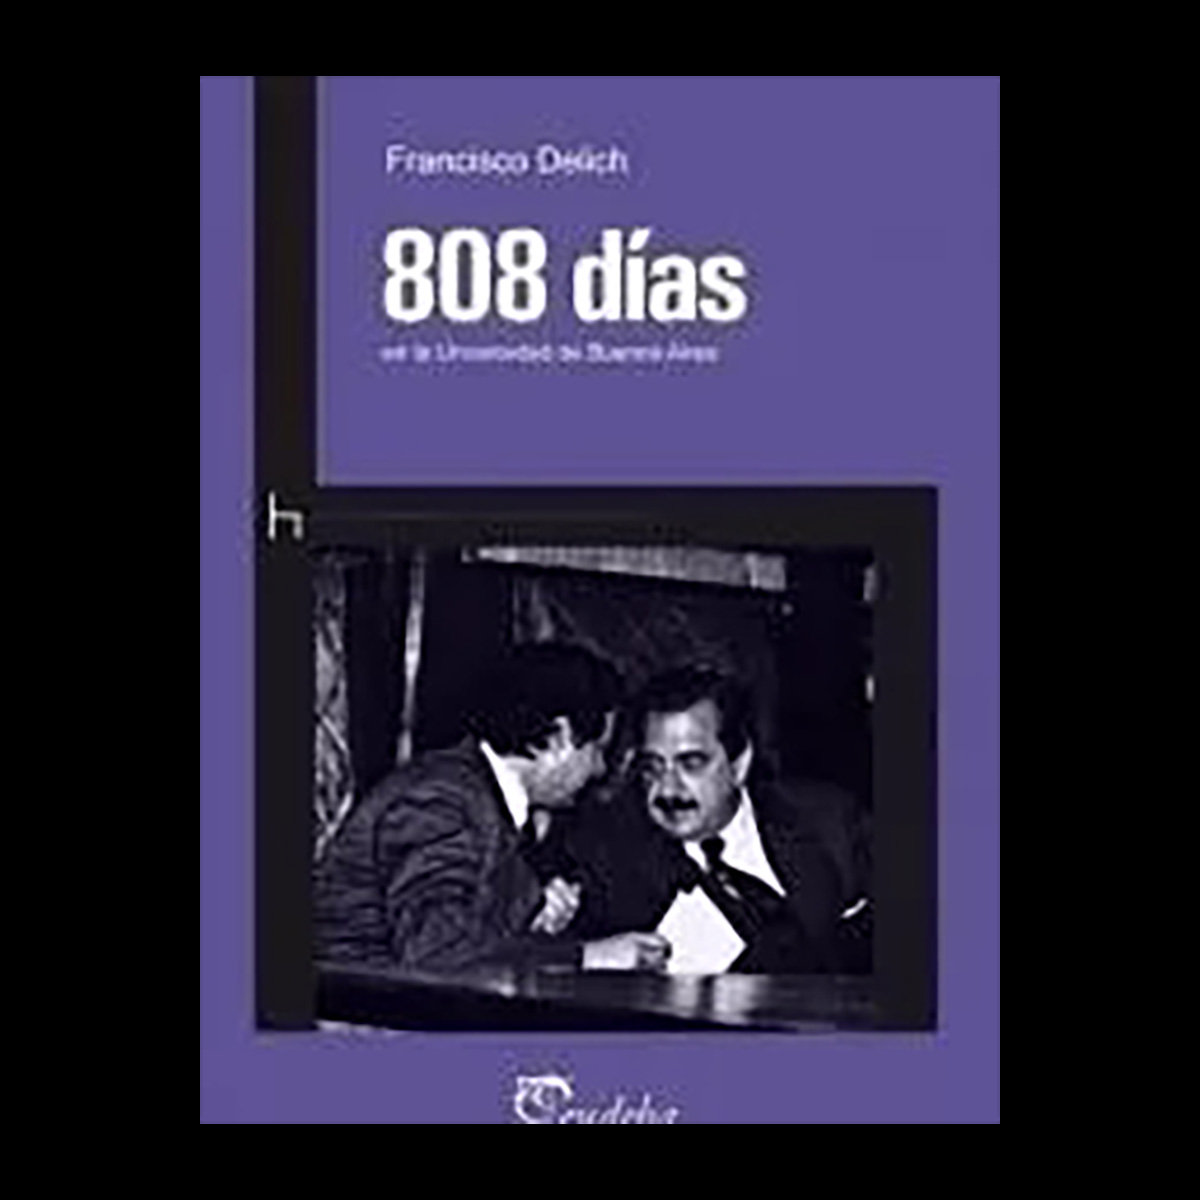 Francisco Delich
808 días
en la Universidad de Buenos Aires
h
eudeba